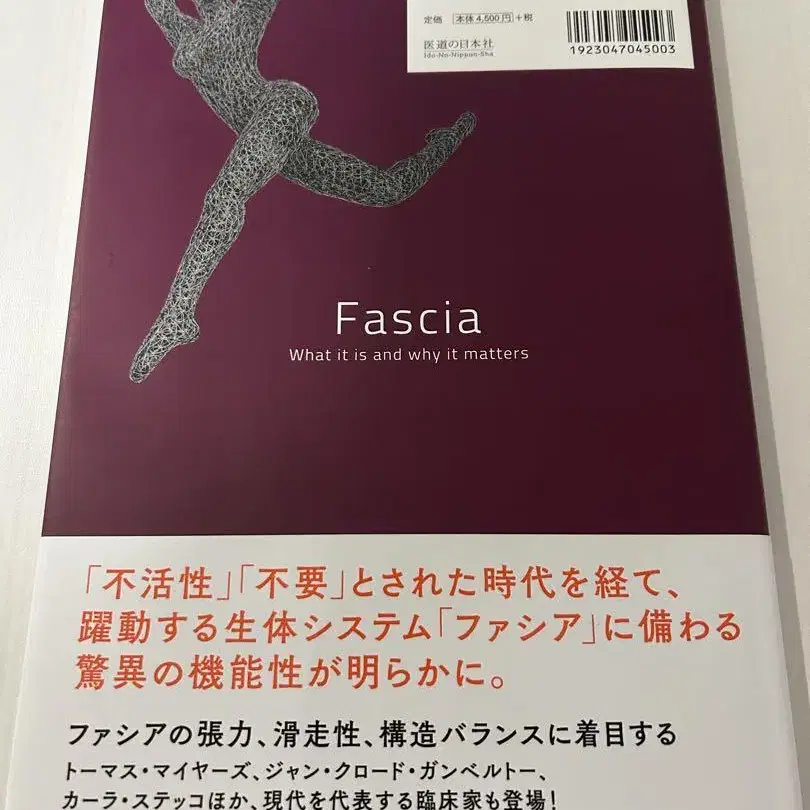 定価 本体4,500円+税
医道の日本社
Ido-No-Nippon-Sha
1923047045003
Fascia
What it is and why it matters
「不活性」「不要」とされた時代を経て、
躍動する生体システム「ファシア」に備わる
驚異の機能性が明らかに。
ファシアの張力、滑走性、構造バランスに着目する
トーマス・マイヤーズ、ジャン・クロード・ガンベルトー、
カーラ・ステッコほか、現代を代表する臨床家も登場!